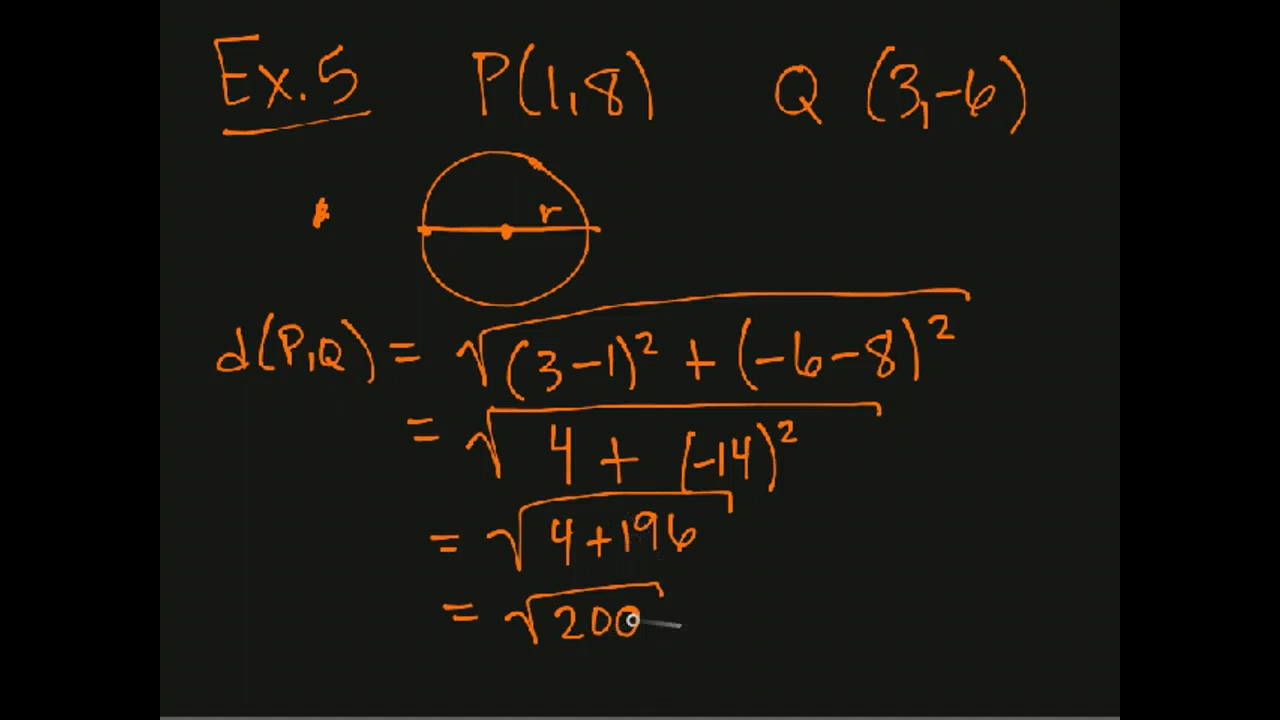 Ex.5 P(1,8) Q (3,-6)
r
d(P,Q) = √(3-1)² + (-6-8)²
= √4 + (-14)²
= √4+196
= √200